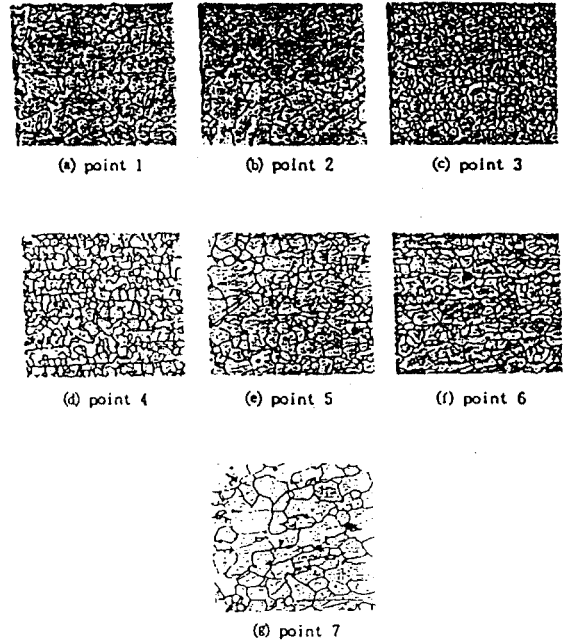 (a) point 1
(b) point 2
(c) point 3
(d) point 4
(e) point 5
(f) point 6
(g) point 7